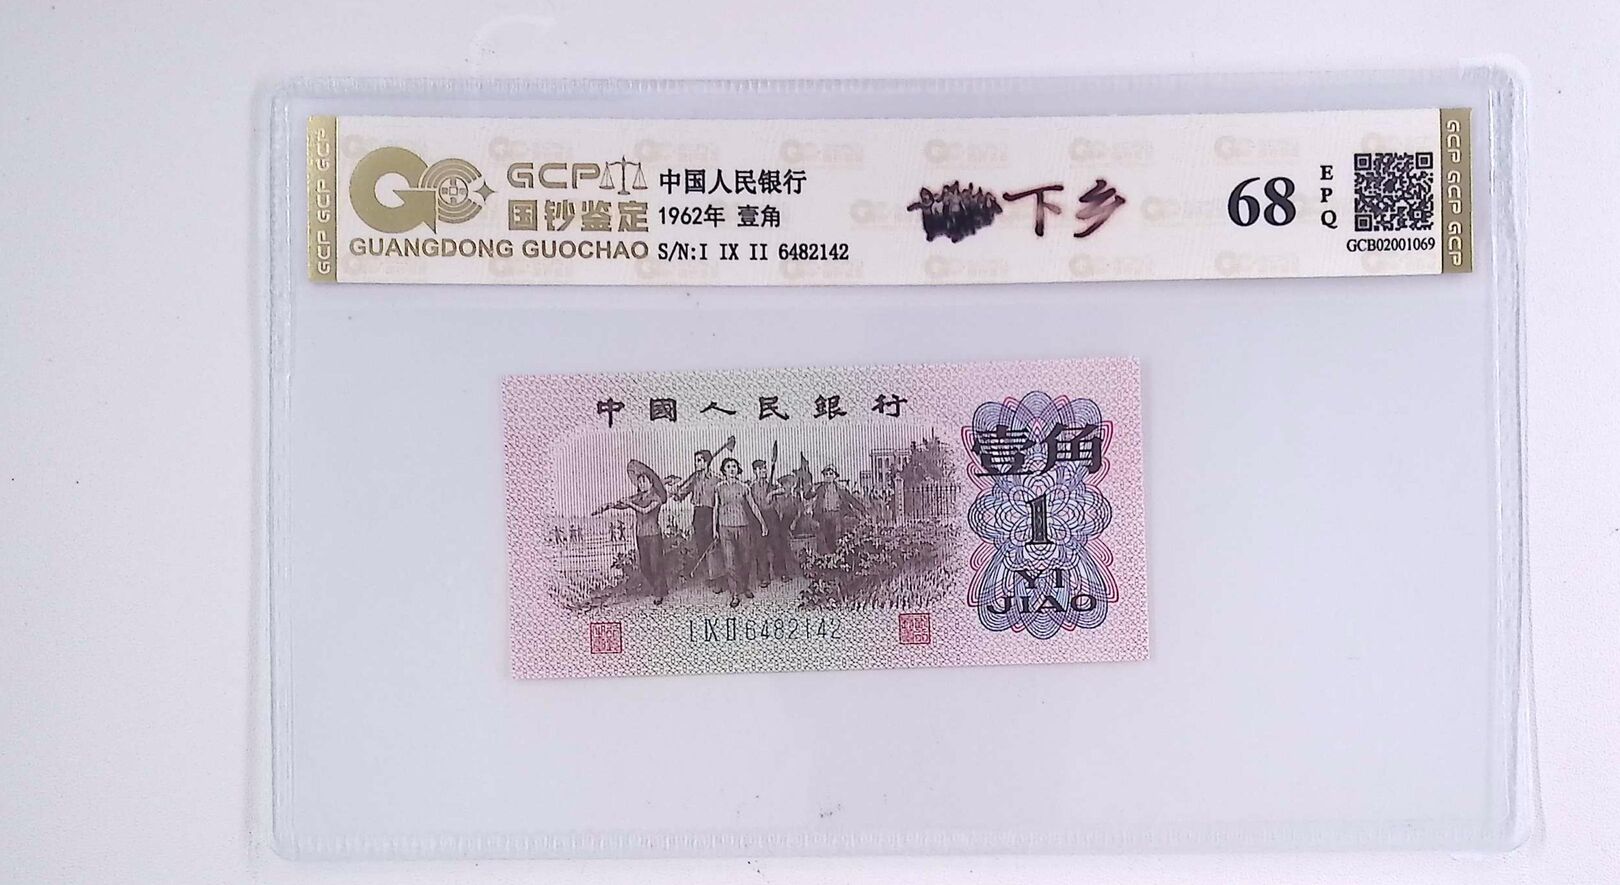 GCP
国钞鉴定
GUANGDONG GUOCHAO
中国人民银行
1962年 壹角
S/N:I IX II 6482142
下乡
68
EPQ
GCB02001069
GCP GCP GCP
GCP GCP GCP
中國人民銀行
壹角
1
YI
JIAO
I IX II 6482142